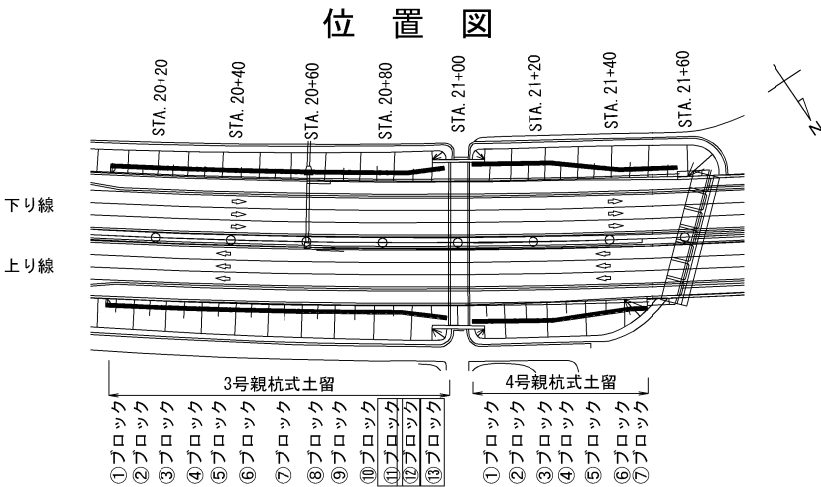 位置図
STA. 20+20
STA. 20+40
STA. 20+60
STA. 20+80
STA. 21+00
STA. 21+20
STA. 21+40
STA. 21+60
N
下り線
上り線
3号親杭式土留
4号親杭式土留
①ブロック
②ブロック
③ブロック
④ブロック
⑤ブロック
⑥ブロック
⑦ブロック
⑧ブロック
⑨ブロック
⑩ブロック
⑪ブロック
⑫ブロック
⑬ブロック
①ブロック
②ブロック
③ブロック
④ブロック
⑤ブロック
⑥ブロック
⑦ブロック